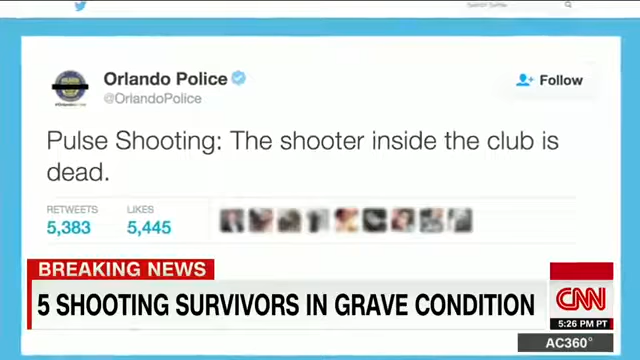 Orlando Police
@OrlandoPolice
Follow
Pulse Shooting: The shooter inside the club is
dead.
RETWEETS
LIKES
5,383
5,445
BREAKING NEWS
5 SHOOTING SURVIVORS IN GRAVE CONDITION
CNN
5:26 PM PT
AC360°